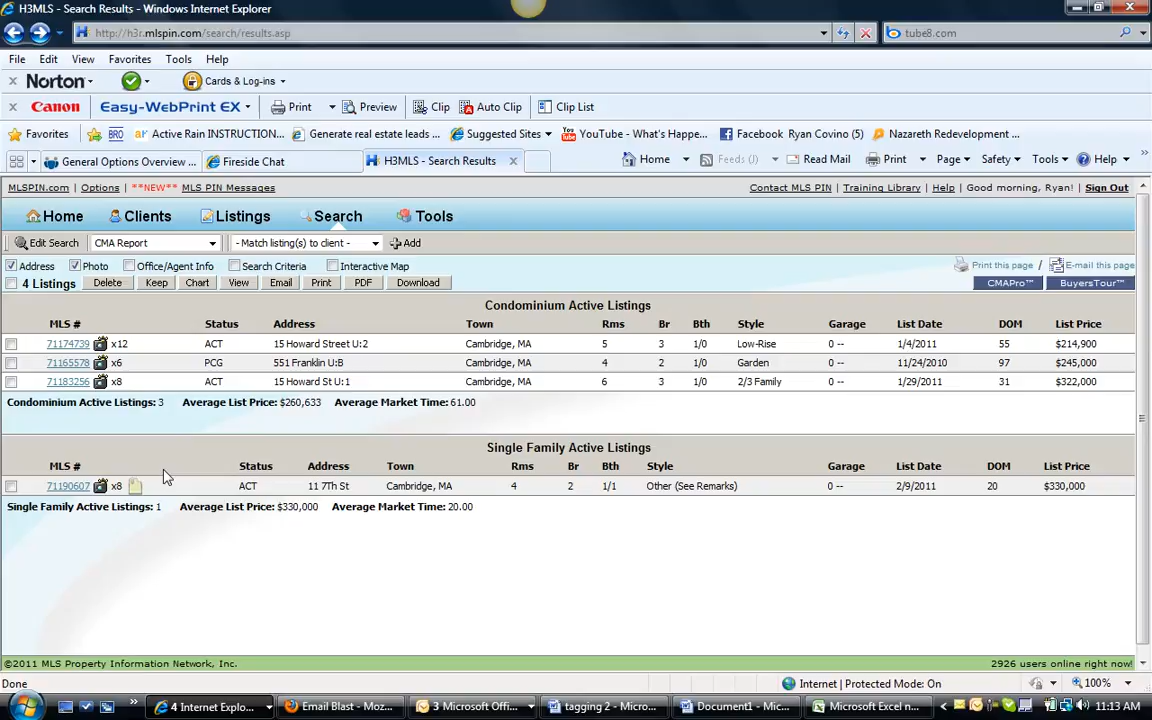 H3MLS - Search Results - Windows Internet Explorer
http://h3r.mlspin.com/search/results.asp
tube8.com
File Edit View Favorites Tools Help
Norton Cards & Log-ins
Canon Easy-WebPrint EX Print Preview Clip Auto Clip Clip List
Favorites BRO Active Rain INSTRUCTION... Generate real estate leads ... Suggested Sites YouTube - What's Happe... Facebook Ryan Covino (5) Nazareth Redevelopment ...
General Options Overview ... Fireside Chat H3MLS - Search Results Home Feeds (J) Read Mail Print Page Safety Tools Help
MLSPIN.com | Options | **NEW** MLS PIN Messages Contact MLS PIN | Training Library | Help | Good morning, Ryan! | Sign Out
Home Clients Listings Search Tools
Edit Search CMA Report - Match listing(s) to client - Add
Address Photo Office/Agent Info Search Criteria Interactive Map Print this page / E-mail this page
4 Listings Delete Keep Chart View Email Print PDF Download CMAPro™ BuyersTour™
Condominium Active Listings
MLS # Status Address Town Rms Br Bth Style Garage List Date DOM List Price
71174739 x12 ACT 15 Howard Street U:2 Cambridge, MA 5 3 1/0 Low-Rise 0 -- 1/4/2011 55 $214,900
71165578 x6 PCG 551 Franklin U:B Cambridge, MA 4 2 1/0 Garden 0 -- 11/24/2010 97 $245,000
71183256 x8 ACT 15 Howard St U:1 Cambridge, MA 6 3 1/0 2/3 Family 0 -- 1/29/2011 31 $322,000
Condominium Active Listings: 3 Average List Price: $260,633 Average Market Time: 61.00
Single Family Active Listings
MLS # Status Address Town Rms Br Bth Style Garage List Date DOM List Price
71190607 x8 ACT 11 7Th St Cambridge, MA 4 2 1/1 Other (See Remarks) 0 -- 2/9/2011 20 $330,000
Single Family Active Listings: 1 Average List Price: $330,000 Average Market Time: 20.00
©2011 MLS Property Information Network, Inc. 2926 users online right now!
Done Internet | Protected Mode: On 100%
4 Internet Explo... Email Blast - Moz... 3 Microsoft Offi... tagging 2 - Micro... Document1 - Mic... Microsoft Excel n... 11:13 AM